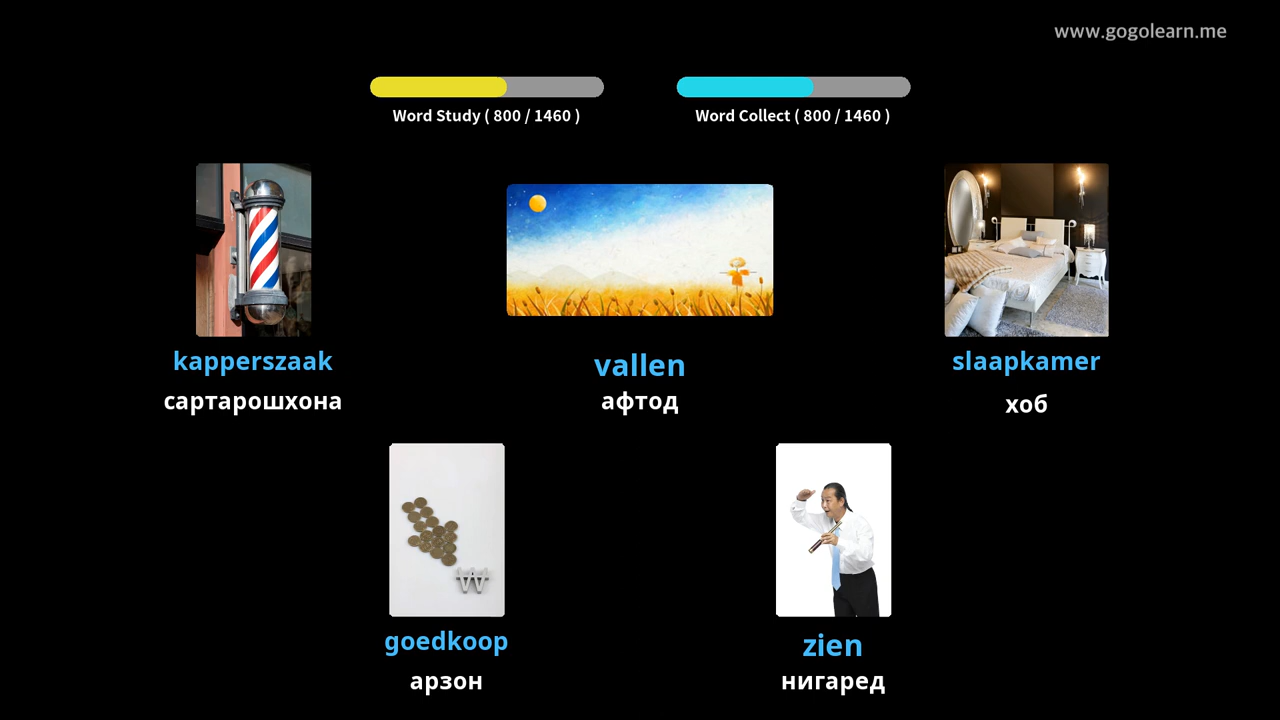 www.gogolearn.me
Word Study ( 800 / 1460 )
Word Collect ( 800 / 1460 )
kapperszaak
сартарошхона
vallen
афтод
slaapkamer
хоб
goedkoop
арзон
zien
нигаред